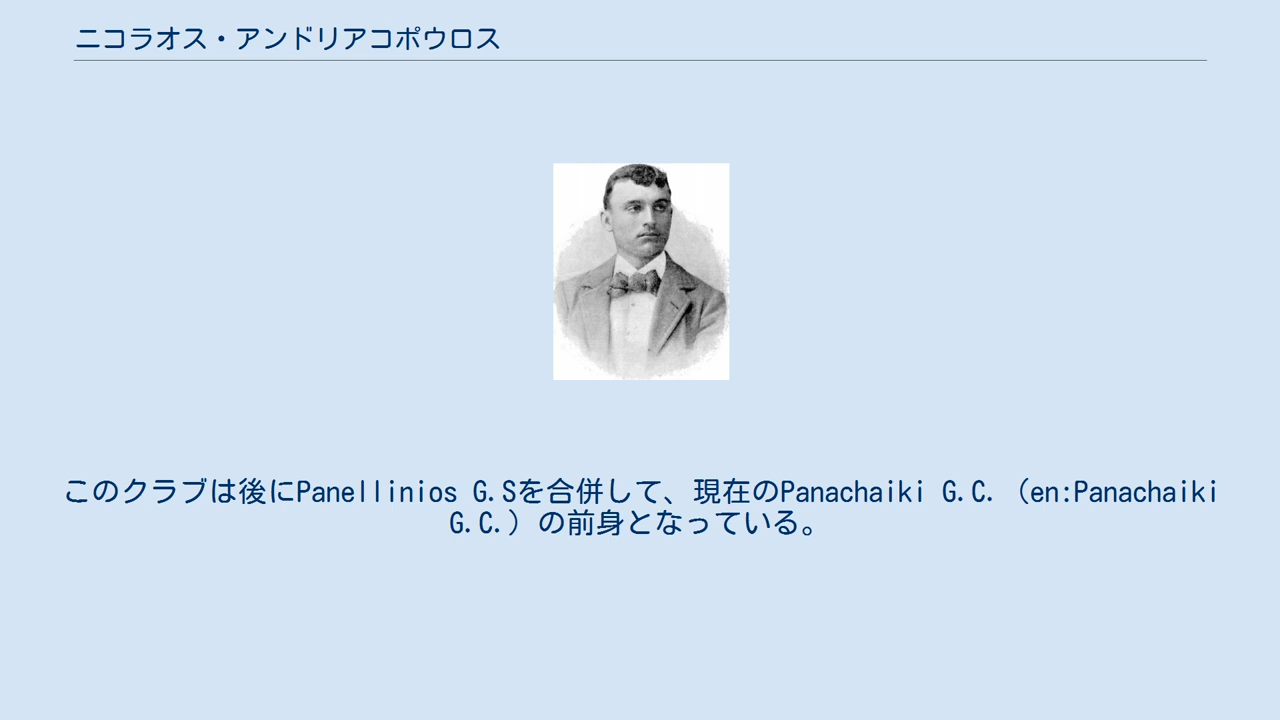 ニコラオス・アンドリアコポウロス
このクラブは後にPanellinios G.Sを合併して、現在のPanachaiki G.C.（en:Panachaiki
G.C.）の前身となっている。